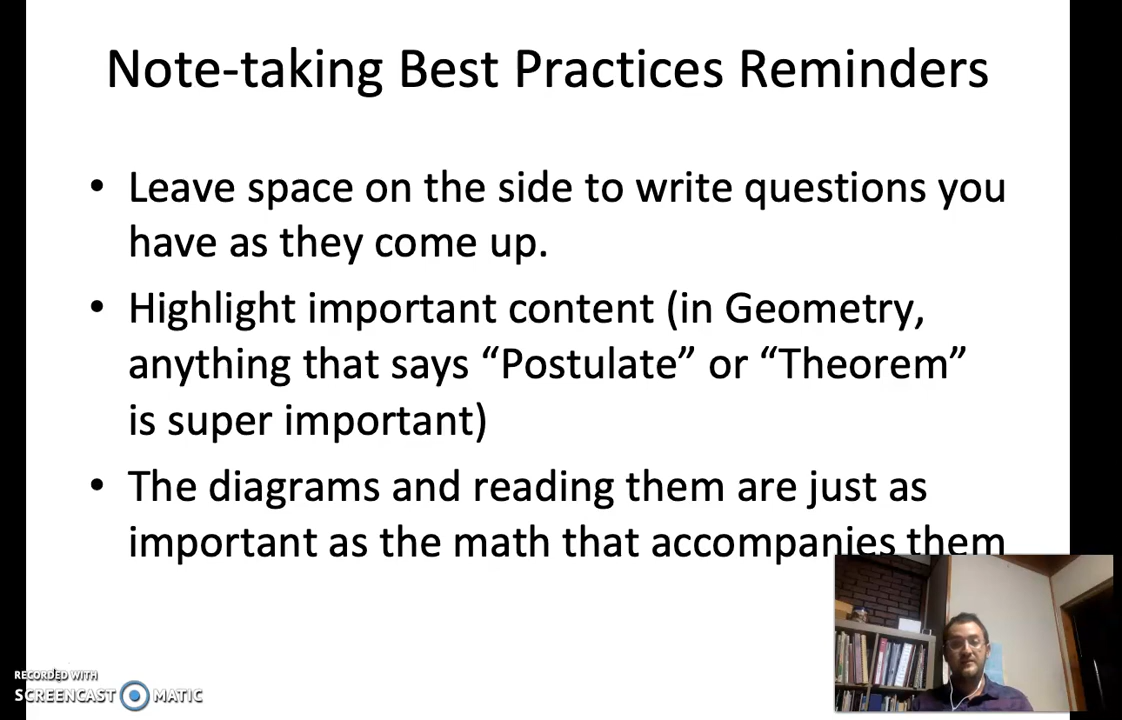 Note-taking Best Practices Reminders
• Leave space on the side to write questions you
have as they come up.
• Highlight important content (in Geometry,
anything that says “Postulate” or “Theorem”
is super important)
• The diagrams and reading them are just as
important as the math that accompanies them
RECORDED WITH
SCREENCAST MATIC